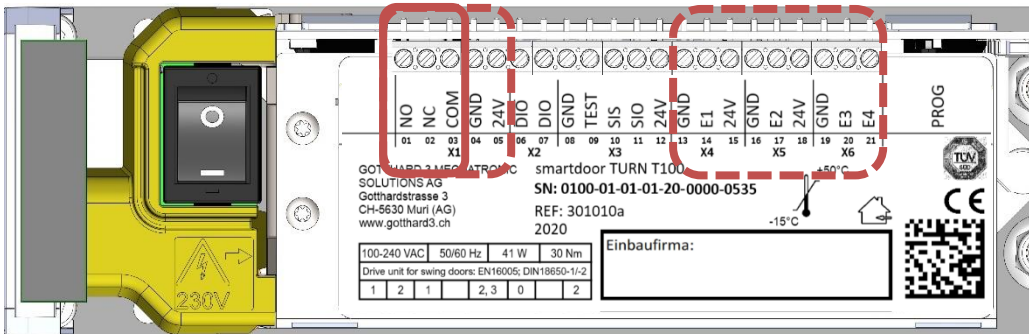 NO NC COM GND 24V DIO DIO GND TEST SIS SIO 24V GND E1 24V GND E2 24V GND E3 E4 PROG
01 02 03 04 05 06 07 08 09 10 11 12 13 14 15 16 17 18 19 20 21
X1 X2 X3 X4 X5 X6
GOTTHARD 3 MECHATRONIC
SOLUTIONS AG
Gotthardstrasse 3
CH-5630 Muri (AG)
www.gotthard3.ch
smartdoor TURN T100
SN: 0100-01-01-01-20-0000-0535
REF: 301010a
2020
+50°C
-15°C
TÜV
CE
100-240 VAC 50/60 Hz 41 W 30 Nm
Drive unit for swing doors: EN16005; DIN18650-1/-2
1 2 1 2,3 0 2
Einbaufirma:
230V